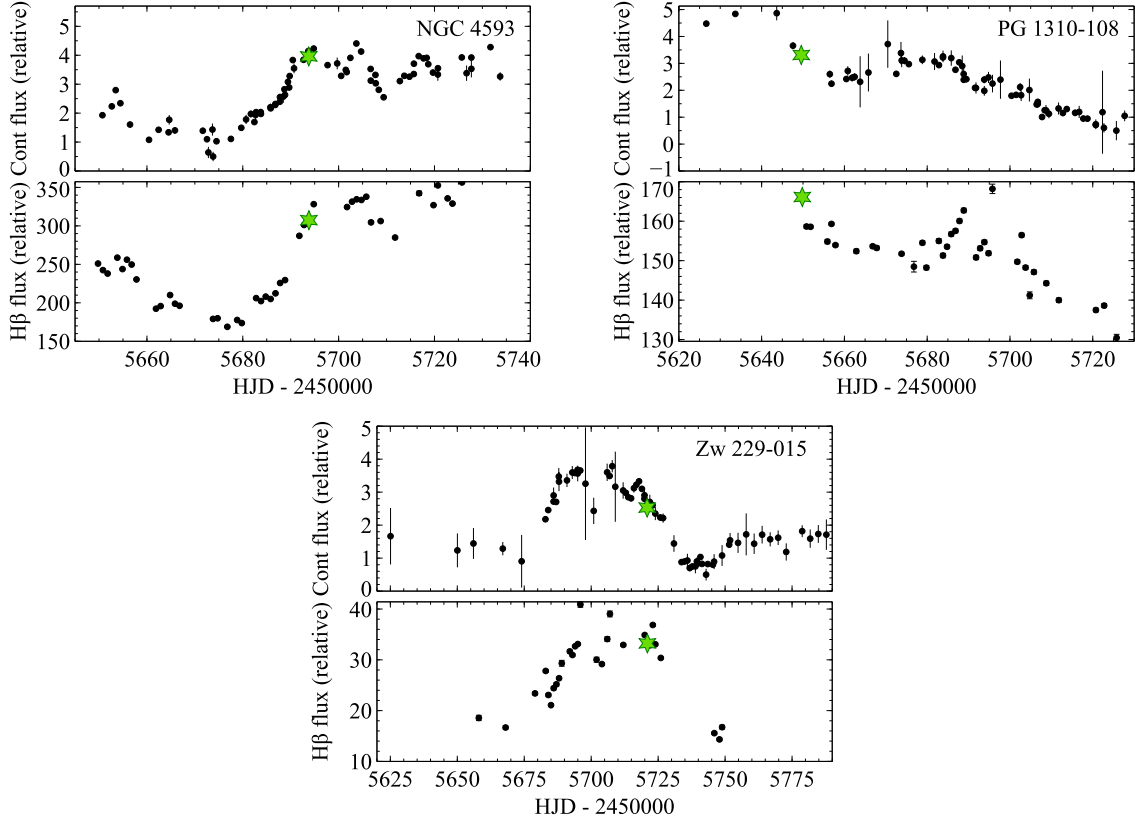 NGC 4593
Cont flux (relative)
5
4
3
2
1
0
Hβ flux (relative)
350
300
250
200
150
5660 5680 5700 5720 5740
HJD - 2450000
PG 1310-108
Cont flux (relative)
5
4
3
2
1
0
−1
Hβ flux (relative)
170
160
150
140
130
5620 5640 5660 5680 5700 5720
HJD - 2450000
Zw 229-015
Cont flux (relative)
5
4
3
2
1
0
Hβ flux (relative)
40
30
20
10
5625 5650 5675 5700 5725 5750 5775
HJD - 2450000